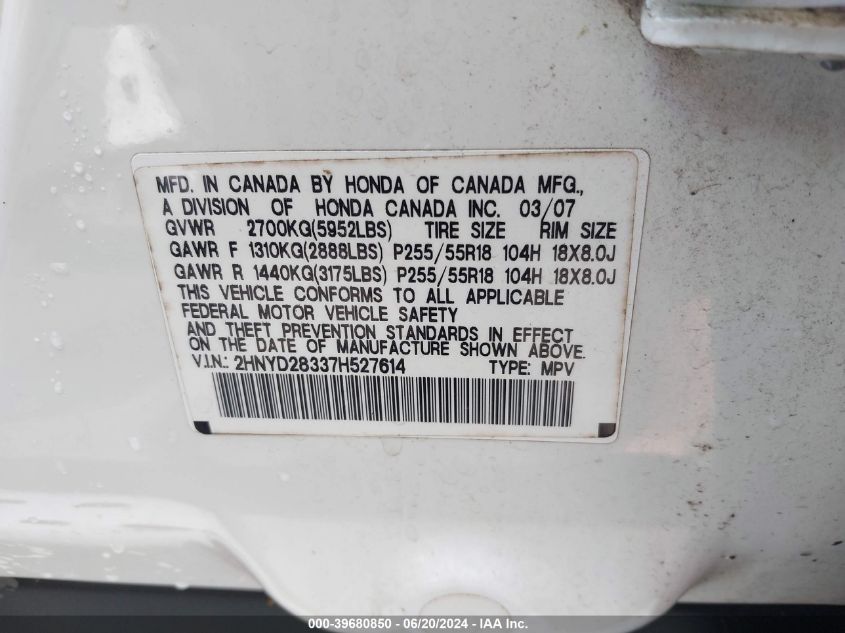 MFD. IN CANADA BY HONDA OF CANADA MFG.,
A DIVISION OF HONDA CANADA INC. 03/07
GVWR 2700KG(5952LBS) TIRE SIZE RIM SIZE
GAWR F 1310KG(2888LBS) P255/55R18 104H 18X8.0J
GAWR R 1440KG(3175LBS) P255/55R18 104H 18X8.0J
THIS VEHICLE CONFORMS TO ALL APPLICABLE
FEDERAL MOTOR VEHICLE SAFETY
AND THEFT PREVENTION STANDARDS IN EFFECT
ON THE DATE OF MANUFACTURE SHOWN ABOVE.
V.I.N.: 2HNYD28337H527614 TYPE: MPV
000-39680850 / 06/20/2024 - IAAI.COM